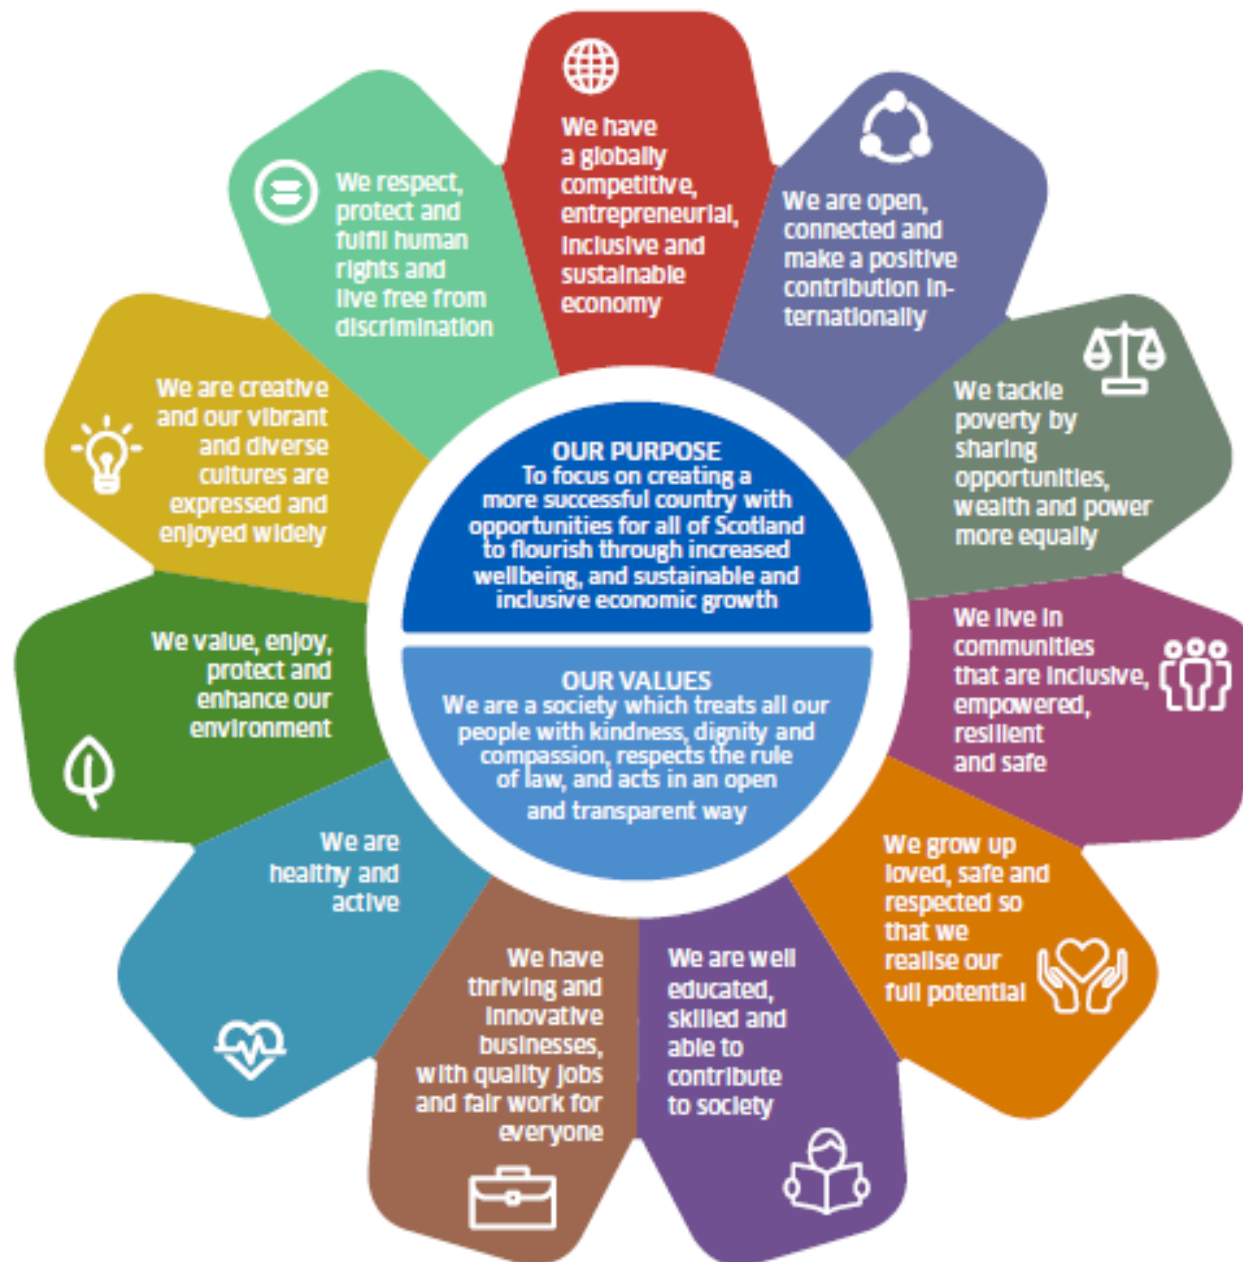 We have
a globally
competitive,
entrepreneurial,
inclusive and
sustainable
economy
We are open,
connected and
make a positive
contribution in-
ternationally
We tackle
poverty by
sharing
opportunities,
wealth and power
more equally
We live in
communities
that are inclusive,
empowered,
resilient
and safe
We grow up
loved, safe and
respected so
that we
realise our
full potential
We are well
educated,
skilled and
able to
contribute
to society
We have
thriving and
innovative
businesses,
with quality jobs
and fair work for
everyone
We are
healthy and
active
We value, enjoy,
protect and
enhance our
environment
We are creative
and our vibrant
and diverse
cultures are
expressed and
enjoyed widely
We respect,
protect and
fulfil human
rights and
live free from
discrimination
OUR PURPOSE
To focus on creating a
more successful country with
opportunities for all of Scotland
to flourish through increased
wellbeing, and sustainable and
inclusive economic growth
OUR VALUES
We are a society which treats all our
people with kindness, dignity and
compassion, respects the rule
of law, and acts in an open
and transparent way